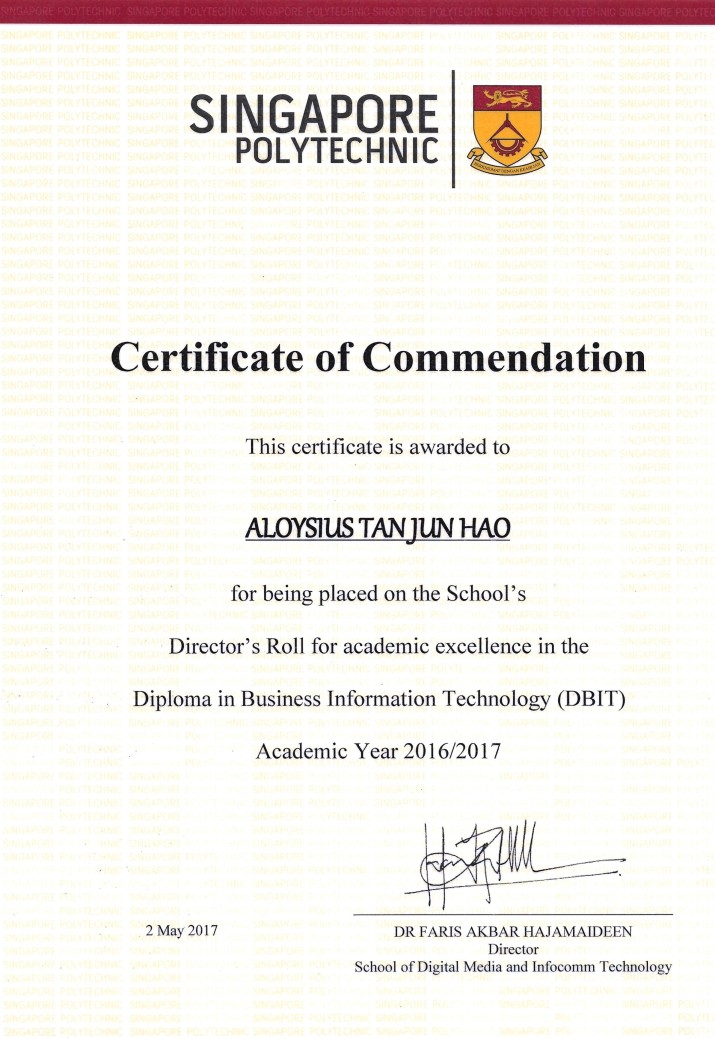 SINGAPORE
POLYTECHNIC
Certificate of Commendation
This certificate is awarded to
ALOYSIUS TAN JUN HAO
for being placed on the School's
Director's Roll for academic excellence in the
Diploma in Business Information Technology (DBIT)
Academic Year 2016/2017
2 May 2017
DR FARIS AKBAR HAJAMAIDEEN
Director
School of Digital Media and Infocomm Technology